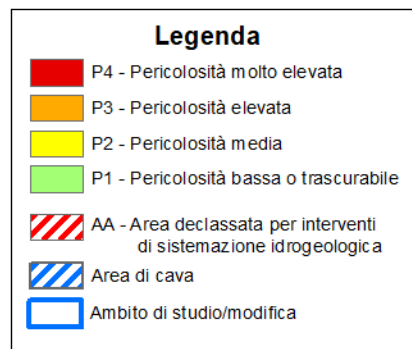 Legenda
P4 - Pericolosità molto elevata
P3 - Pericolosità elevata
P2 - Pericolosità media
P1 - Pericolosità bassa o trascurabile
AA - Area declassata per interventi
di sistemazione idrogeologica
Area di cava
Ambito di studio/modifica